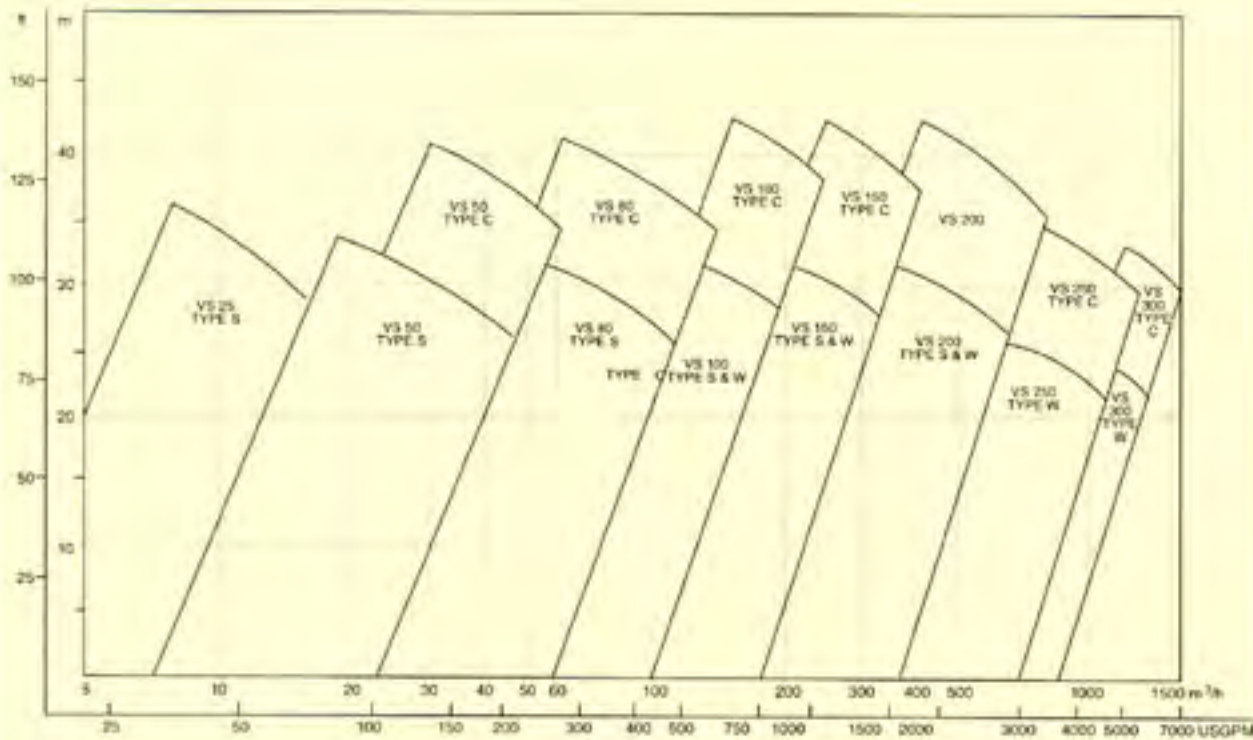 ft m
150
40
125
VS 50
TYPE C
VS 80
TYPE C
VS 100
TYPE C
VS 150
TYPE C
VS 200
100
30
VS 25
TYPE S
VS 50
TYPE S
VS 80
TYPE S
TYPE C
VS 100
TYPE S & W
VS 150
TYPE S & W
VS 200
TYPE S & W
VS 250
TYPE C
VS
300
TYPE
C
75
20
VS 250
TYPE W
VS
300
TYPE
W
50
10
25
5 10 20 30 40 50 60 100 200 300 400 500 1000 1500 m³/h
25 50 100 150 200 300 400 500 750 1000 1500 2000 3000 4000 5000 7000 USGPM